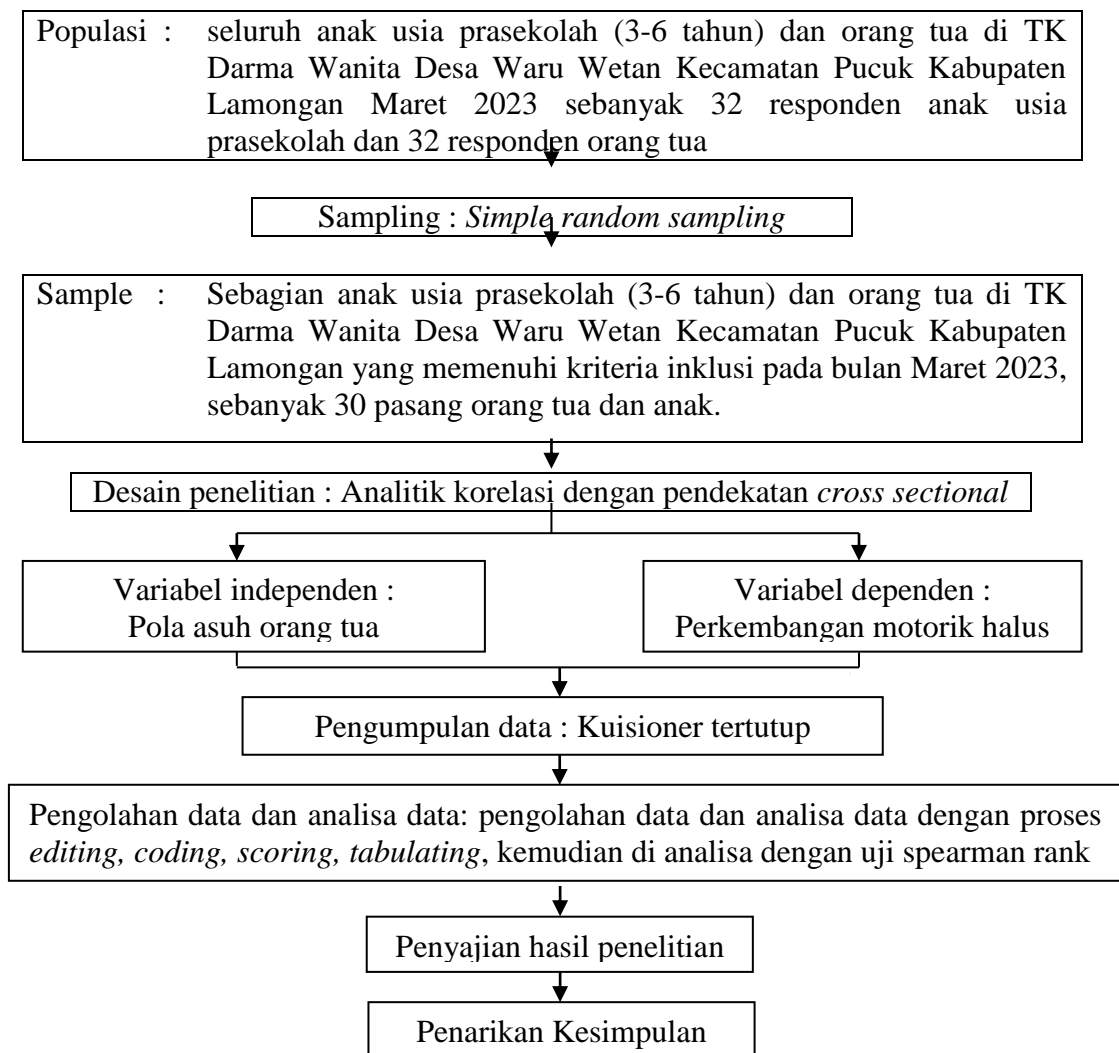 Populasi : seluruh anak usia prasekolah (3-6 tahun) dan orang tua di TK
Darma Wanita Desa Waru Wetan Kecamatan Pucuk Kabupaten
Lamongan Maret 2023 sebanyak 32 responden anak usia
prasekolah dan 32 responden orang tua
Sampling : Simple random sampling
Sample : Sebagian anak usia prasekolah (3-6 tahun) dan orang tua di TK
Darma Wanita Desa Waru Wetan Kecamatan Pucuk Kabupaten
Lamongan yang memenuhi kriteria inklusi pada bulan Maret 2023,
sebanyak 30 pasang orang tua dan anak.
Desain penelitian : Analitik korelasi dengan pendekatan cross sectional
Variabel independen :
Pola asuh orang tua
Variabel dependen :
Perkembangan motorik halus
Pengumpulan data : Kuisioner tertutup
Pengolahan data dan analisa data: pengolahan data dan analisa data dengan proses
editing, coding, scoring, tabulating, kemudian di analisa dengan uji spearman rank
Penyajian hasil penelitian
Penarikan Kesimpulan